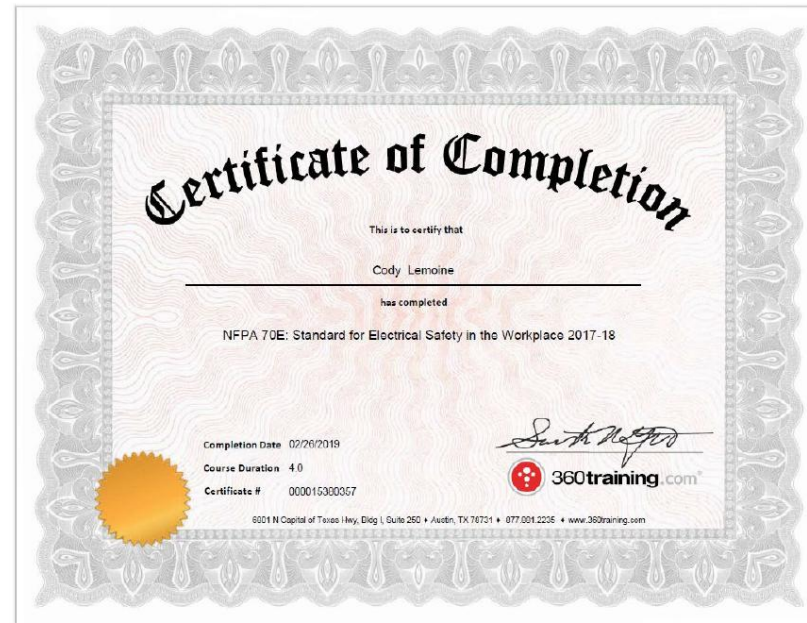 Certificate of Completion
This is to certify that
Cody Lemoine
has completed
NFPA 70E: Standard for Electrical Safety in the Workplace 2017-18
Completion Date 02/26/2019
Course Duration 4.0
Certificate # 000015380357
360training.com®
6001 N Capital of Texas Hwy, Bldg I, Suite 250 • Austin, TX 78731 • 877.881.2235 • www.360training.com